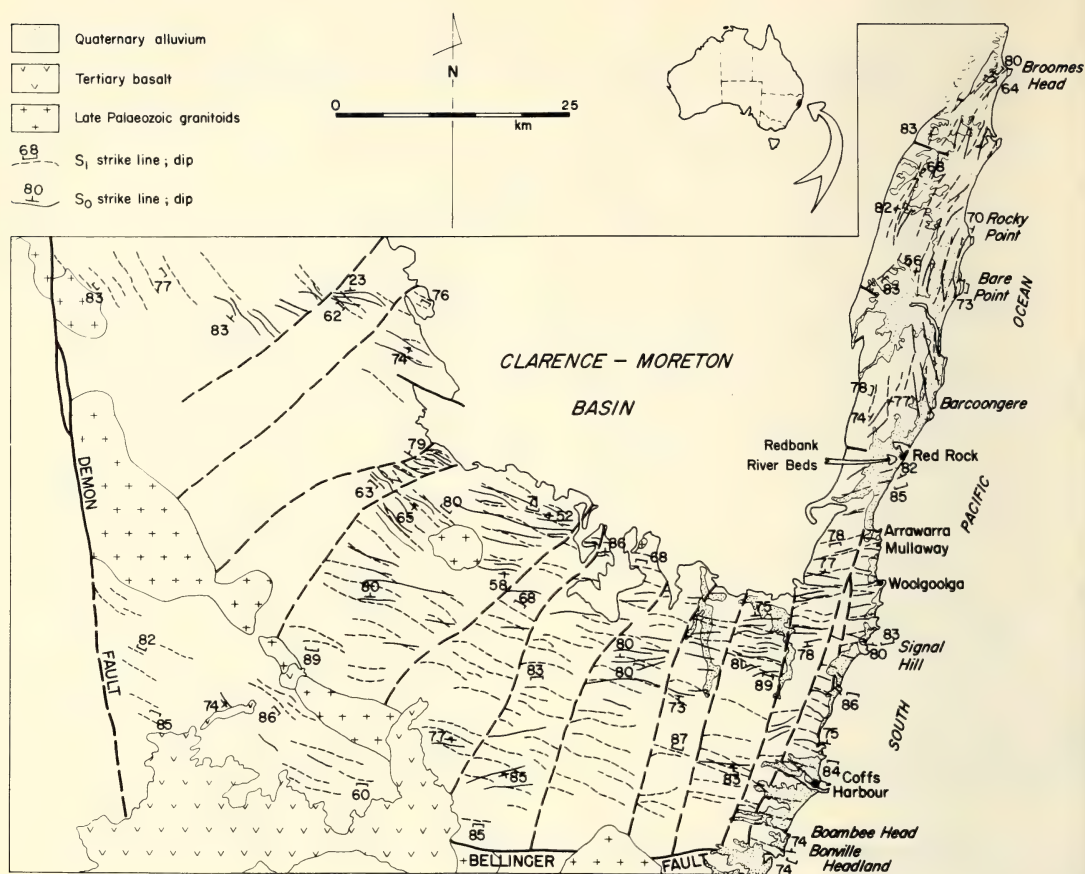 Quaternary alluvium
Tertiary basalt
Late Palaeozoic granitoids
68
S1 strike line ; dip
80
S0 strike line ; dip
N
0 25
km
80
Broomes
Head
64
83
68
82
70
Rocky
Point
56
83
Bare
Point
73
OCEAN
78
77
74
Barcoongere
Redbank
River Beds
Red Rock
82
85
PACIFIC
78
Arrawarra
Mullaway
77
Woolgoolga
83
Signal
Hill
80
78
86
SOUTH
75
84
Coffs
Harbour
74
Boambee Head
Bonville
Headland
74
CLARENCE – MORETON
BASIN
83
77
83
23
62
76
74
79
63
65
80
52
86
68
80
58
68
75
80
80
83
81
89
73
87
83
82
89
74
86
85
77
85
60
85
DEMON
FAULT
BELLINGER
FAULT